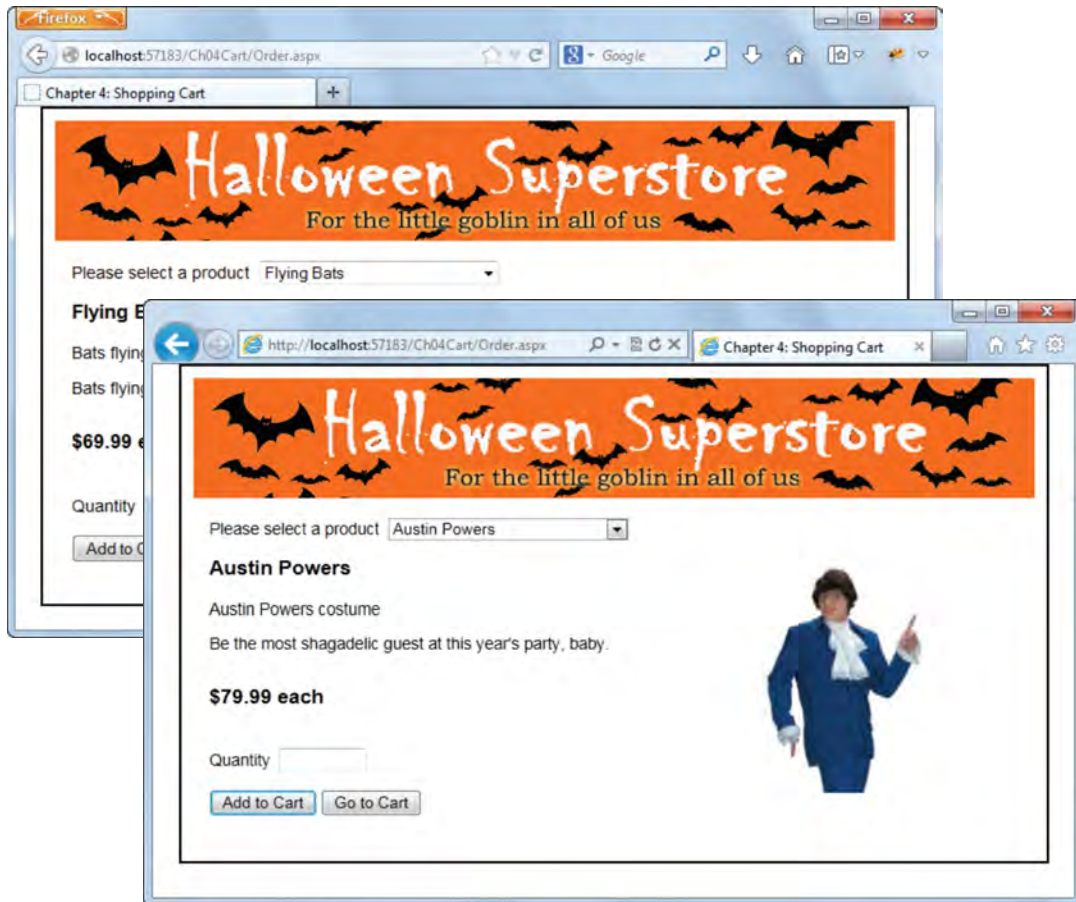 Firefox
localhost:57183/Ch04Cart/Order.aspx
Google
Chapter 4: Shopping Cart
Halloween Superstore
For the little goblin in all of us
Please select a product Flying Bats
Flying
Bats flying
Bats flying
$69.99
Quantity
Add to
http://localhost:57183/Ch04Cart/Order.aspx
Chapter 4: Shopping Cart
Halloween Superstore
For the little goblin in all of us
Please select a product Austin Powers
Austin Powers
Austin Powers costume
Be the most shagadelic guest at this year's party, baby.
$79.99 each
Quantity
Add to Cart Go to Cart